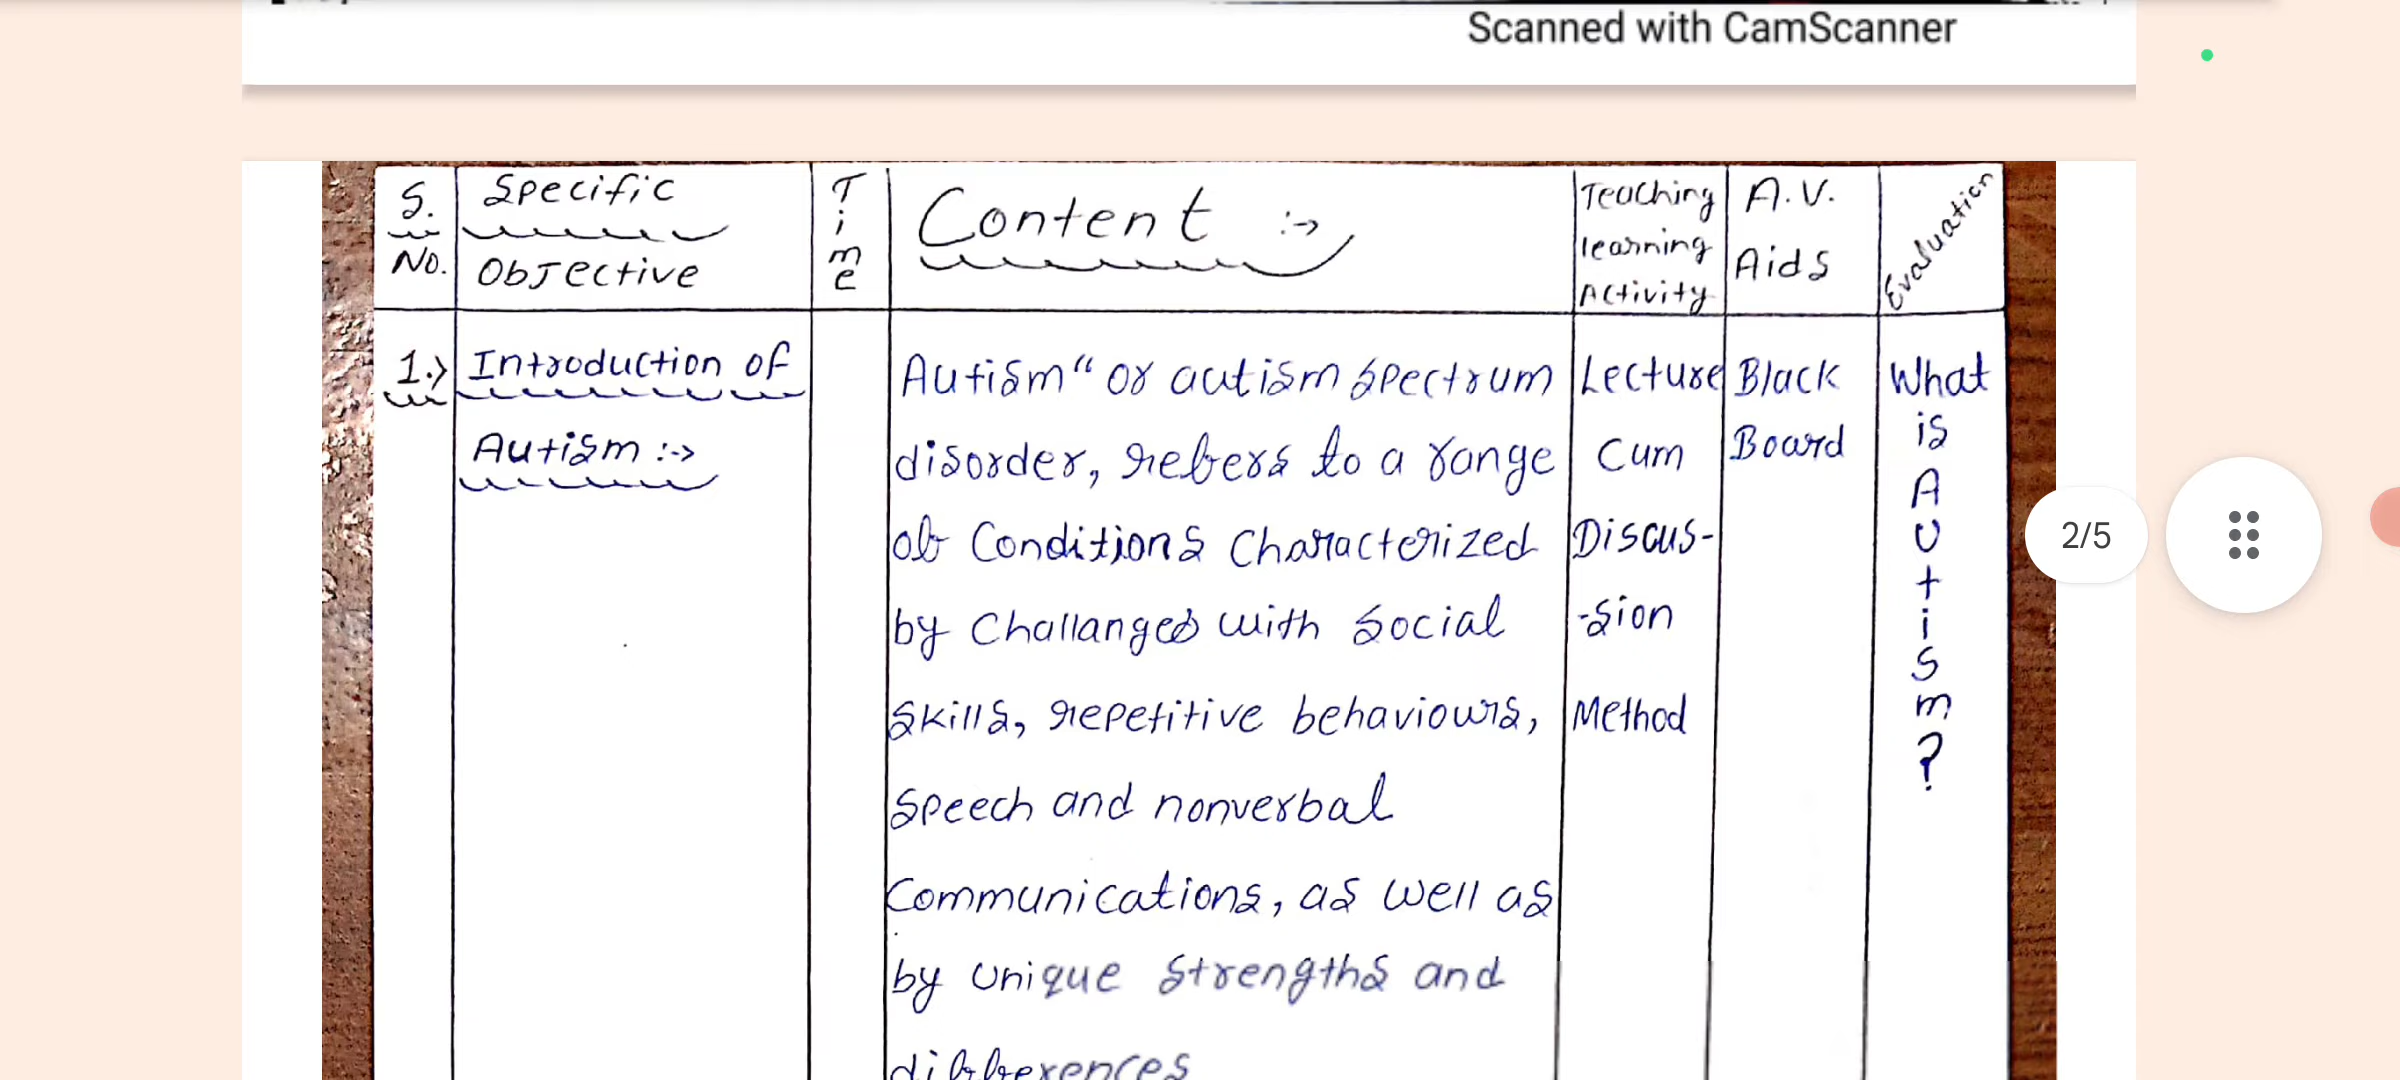 Scanned with CamScanner
S. No.
Specific Objective
Time
Content :->
Teaching learning Activity
A.V. Aids
Evaluation
1.>
Introduction of
Autism :->
Autism" or autism spectrum
disorder, refers to a range
of Conditions Characterized
by Challanges with Social
Skills, repetitive behaviours,
Speech and nonverbal
Communications, as well as
by Unique Strengths and
differences
Lecture
Cum
Discus-
-sion
Method
Black
Board
What
is
Autism?
2/5